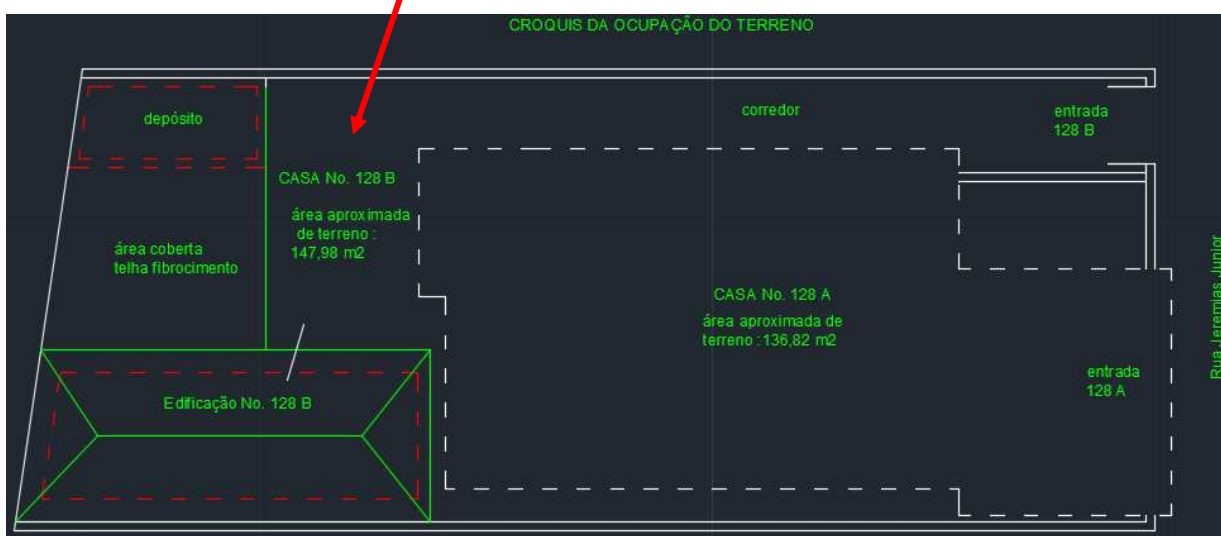 CROQUIS DA OCUPAÇÃO DO TERRENO
depósito
corredor
entrada
128 B
CASA No. 128 B
área aproximada
de terreno :
147,98 m2
área coberta
telha fibrocimento
CASA No. 128 A
área aproximada de
terreno :136,82 m2
Rua Jeremias Junior
entrada
128 A
Edificação No. 128 B